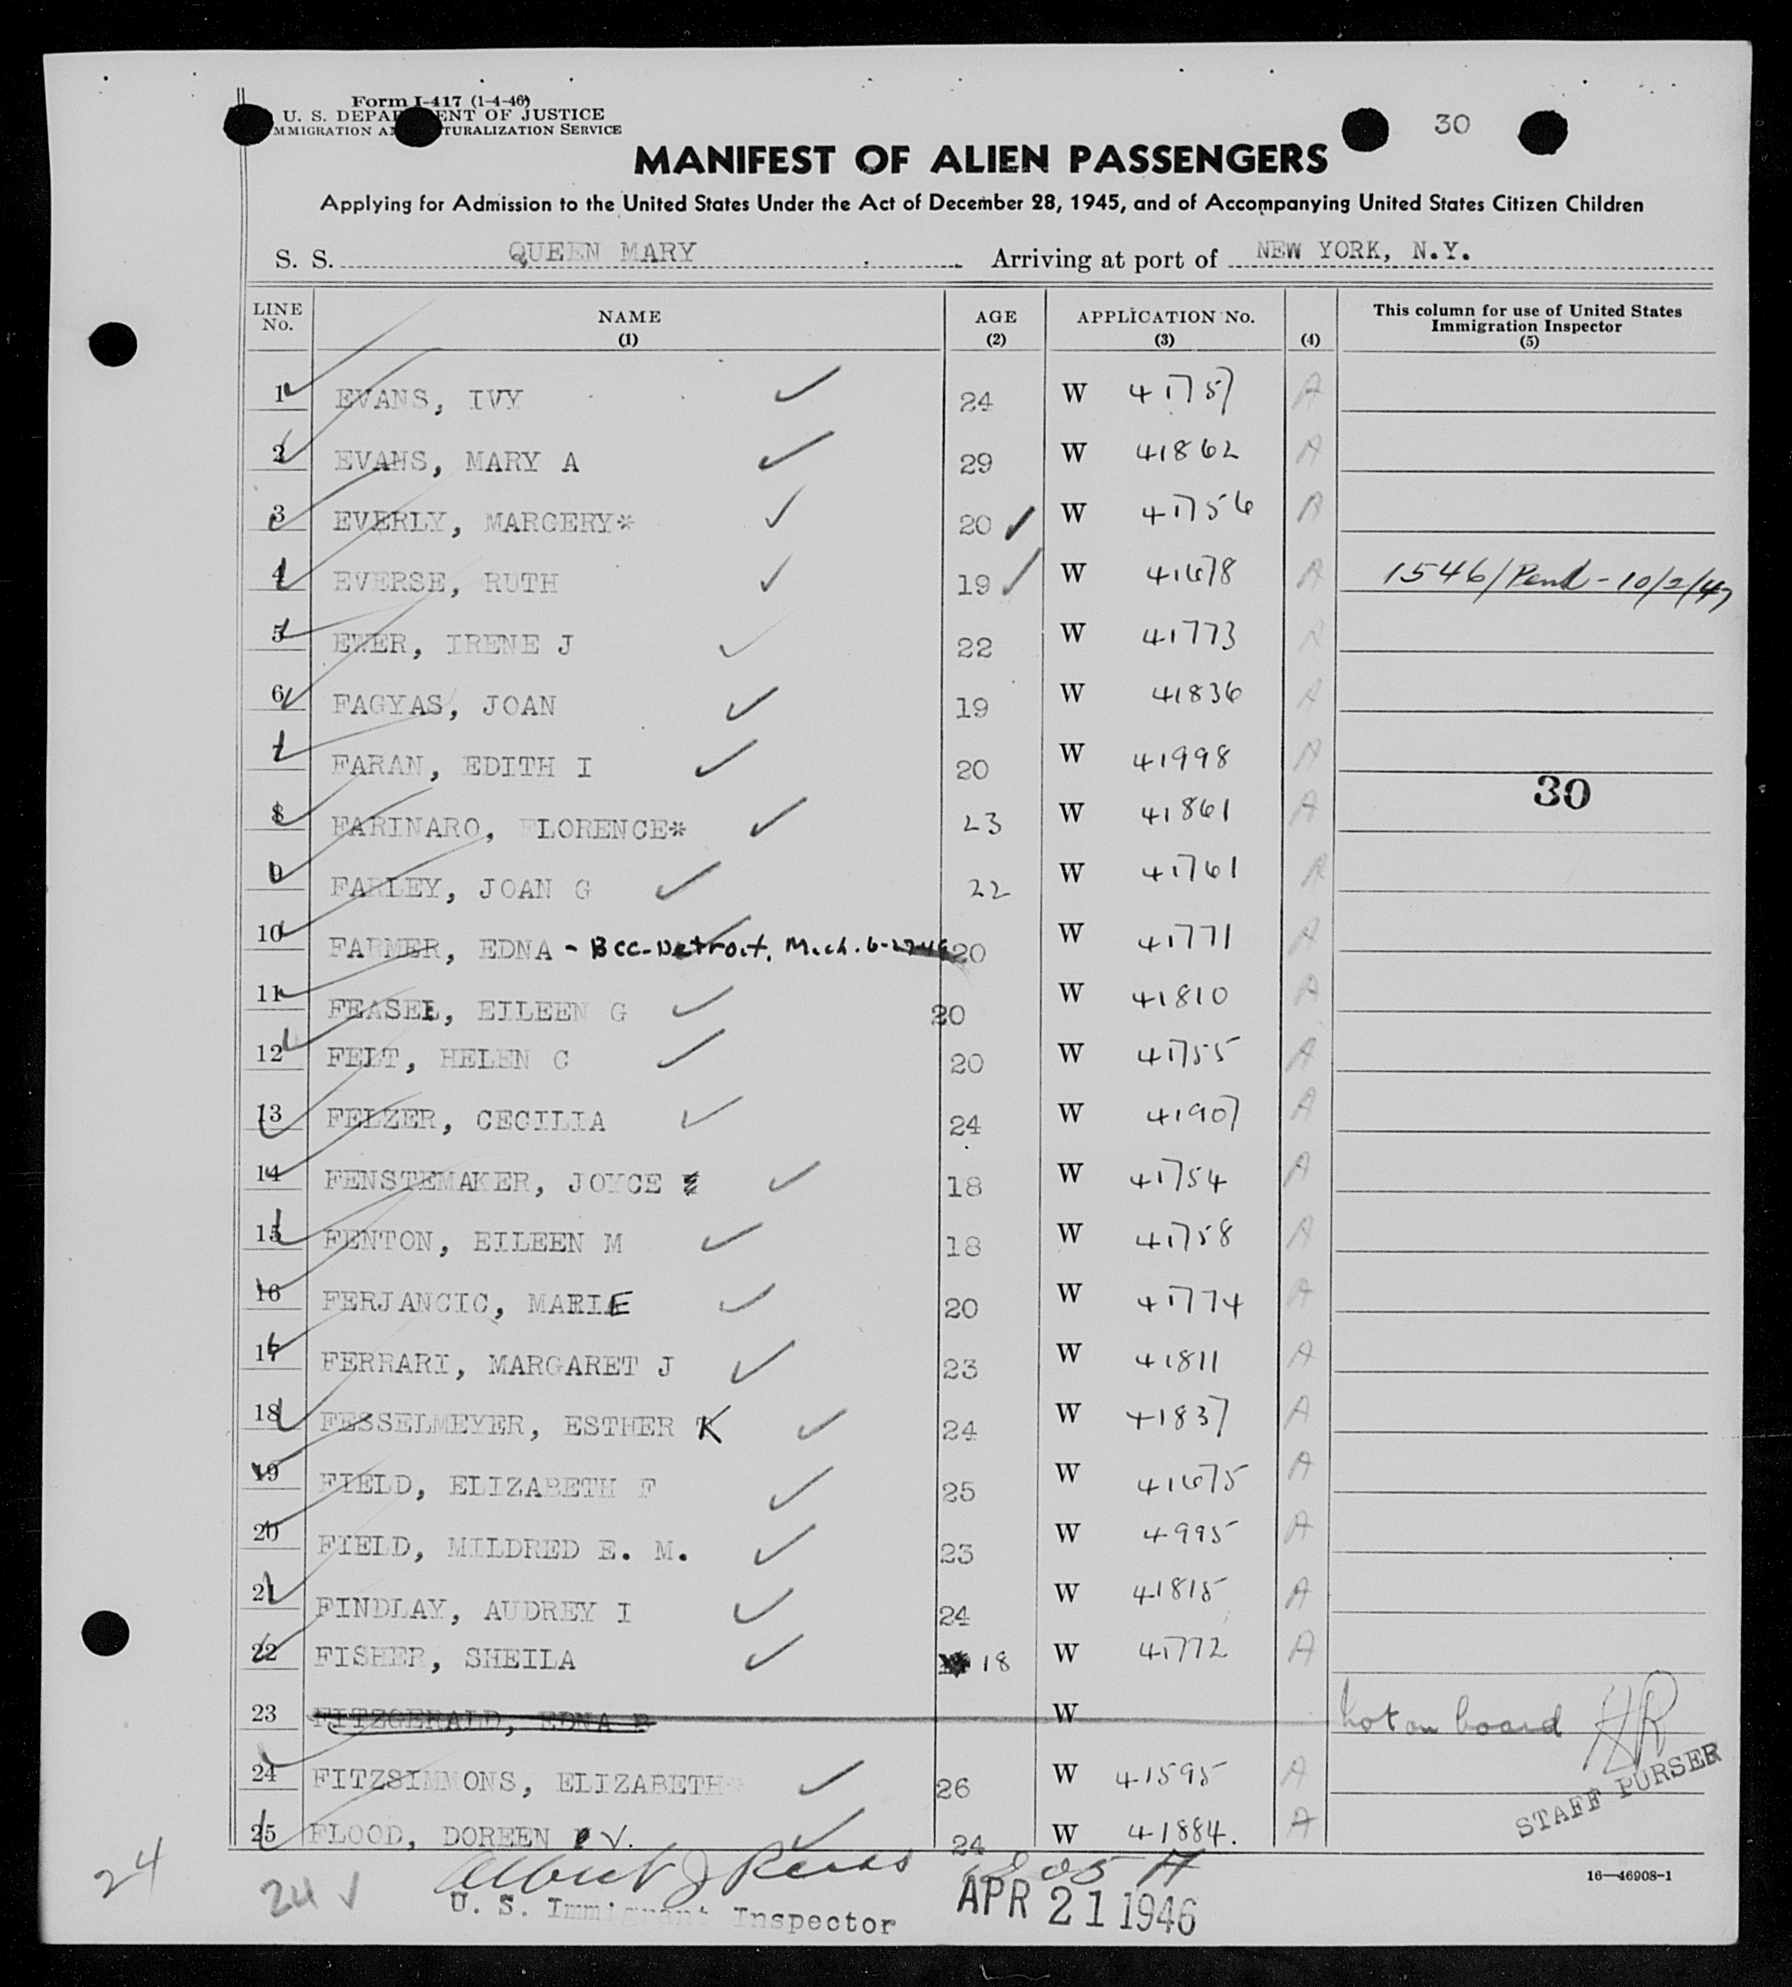 Form I-417 (1-4-46)
U. S. DEPARTMENT OF JUSTICE
IMMIGRATION AND NATURALIZATION SERVICE
30
MANIFEST OF ALIEN PASSENGERS
Applying for Admission to the United States Under the Act of December 28, 1945, and of Accompanying United States Citizen Children
S. S. QUEEN MARY Arriving at port of NEW YORK, N.Y.
LINE No. NAME (1) AGE (2) APPLICATION No. (3) (4) This column for use of United States Immigration Inspector (5)
1 EVANS, IVY 24 W 41757 A
2 EVANS, MARY A 29 W 41862 A
3 EVERLY, MARGERY* 20 W 41756 A
4 EVERSE, RUTH 19 W 41678 A 1546/Pend - 10/2/47
5 EWER, IRENE J 22 W 41773 A
6 FAGYAS, JOAN 19 W 41836 A
7 FARAN, EDITH I 20 W 41998 A
30
8 FARINARO, FLORENCE* 23 W 41861 A
9 FARLEY, JOAN G 22 W 41761 A
10 FARMER, EDNA - Bcc-Detroit, Mich. 20 W 41771 A
11 FEASEL, EILEEN G 20 W 41810 A
12 FELT, HELEN C 20 W 41755 A
13 FELZER, CECILIA 24 W 41907 A
14 FENSTEMAKER, JOYCE 18 W 41754 A
15 FENTON, EILEEN M 18 W 41758 A
16 FERJANCIC, MARIE 20 W 41774 A
17 FERRARI, MARGARET J 23 W 41811 A
18 FESSELMEYER, ESTHER K 24 W 41837 A
19 FIELD, ELIZABETH F 25 W 41675 A
20 FIELD, MILDRED E. M. 23 W 4995 A
21 FINDLAY, AUDREY I 24 W 41815 A
22 FISHER, SHEILA 18 W 41772 A
23 FITZGERALD, EDNA W Not on board HR
24 FITZSIMMONS, ELIZABETH 26 W 41595 A
STAFF PURSER
25 FLOOD, DOREEN V. 24 W 41884. A
16—46908-1
24
24
Albert J
U. S. Immigrant Inspector
APR 21 1946